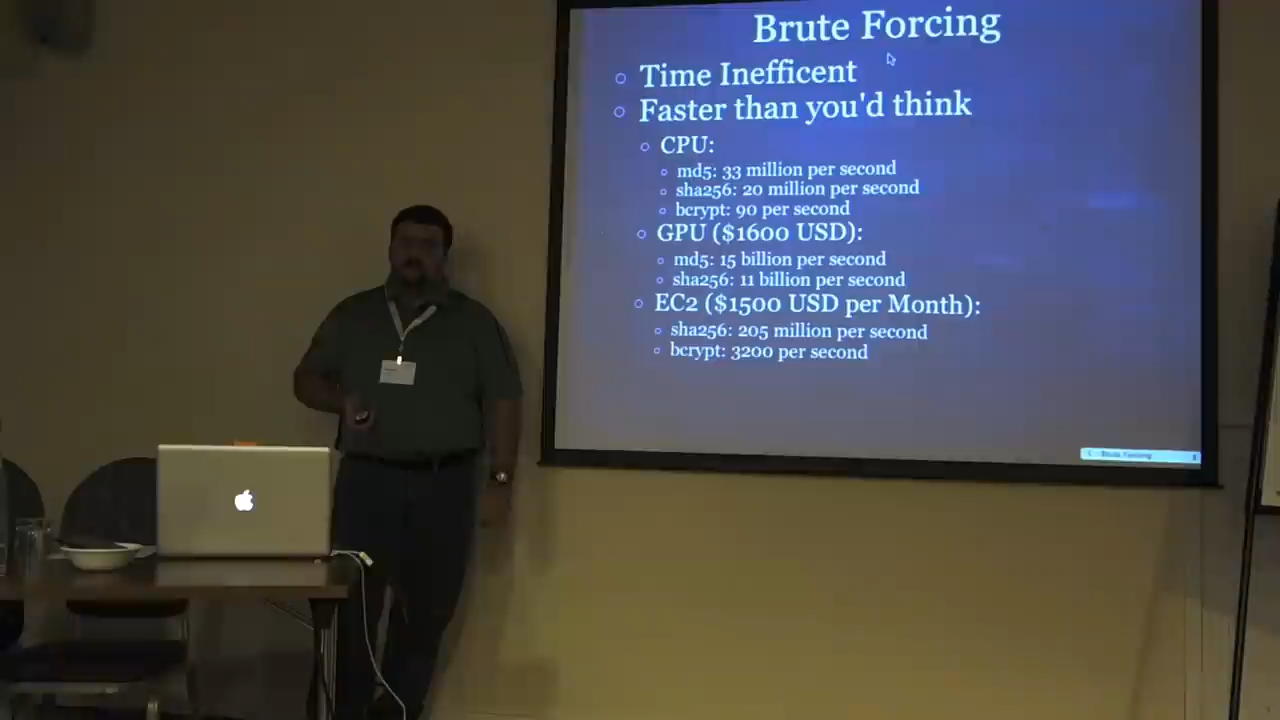 Brute Forcing
Time Inefficent
Faster than you'd think
CPU:
md5: 33 million per second
sha256: 20 million per second
bcrypt: 90 per second
GPU ($1600 USD):
md5: 15 billion per second
sha256: 11 billion per second
EC2 ($1500 USD per Month):
sha256: 205 million per second
bcrypt: 3200 per second
Brute Forcing